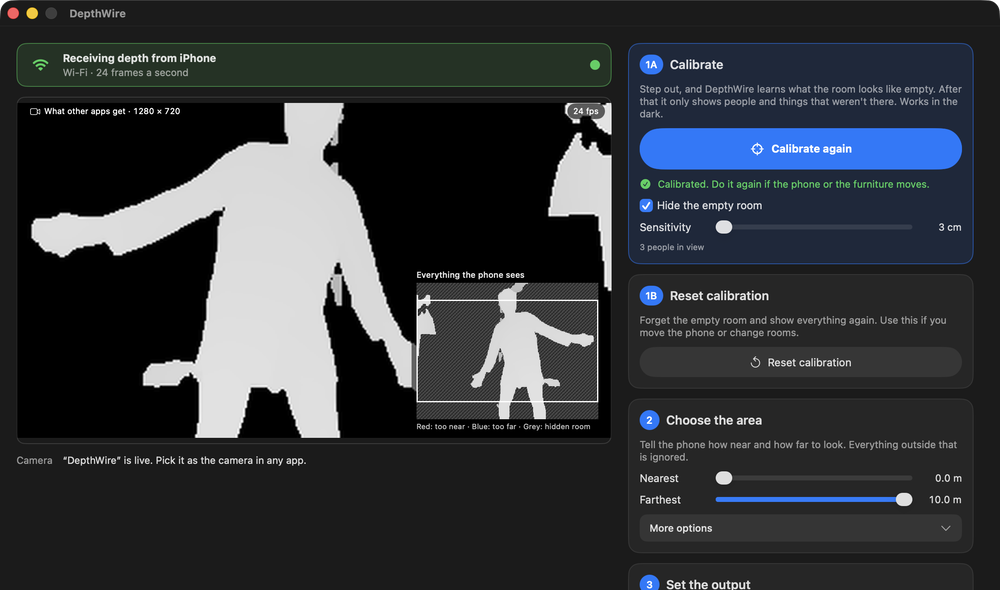 DepthWire
Receiving depth from iPhone
Wi-Fi · 24 frames a second
What other apps get · 1280 × 720
24 fps
Everything the phone sees
Red: too near · Blue: too far · Grey: hidden room
Camera “DepthWire” is live. Pick it as the camera in any app.
1A Calibrate
Step out, and DepthWire learns what the room looks like empty. After
that it only shows people and things that weren't there. Works in the
dark.
Calibrate again
Calibrated. Do it again if the phone or the furniture moves.
Hide the empty room
Sensitivity 3 cm
3 people in view
1B Reset calibration
Forget the empty room and show everything again. Use this if you
move the phone or change rooms.
Reset calibration
2 Choose the area
Tell the phone how near and how far to look. Everything outside that
is ignored.
Nearest 0.0 m
Farthest 10.0 m
More options
3 Set the output